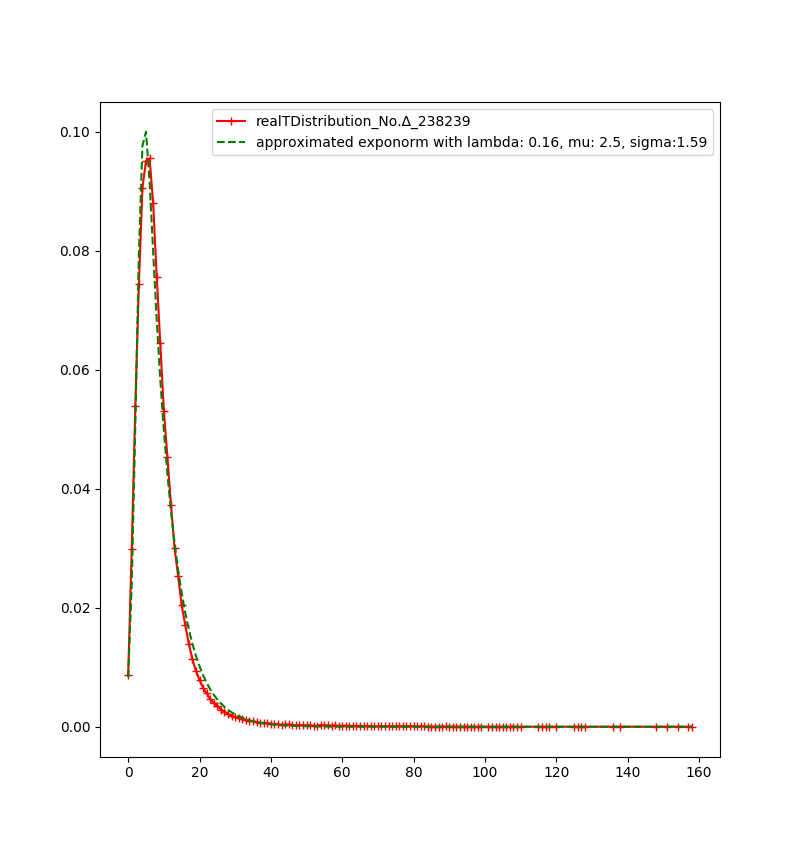 realTDistribution_No.Δ_238239
approximated exponorm with lambda: 0.16, mu: 2.5, sigma:1.59
0.10
0.08
0.06
0.04
0.02
0.00
0 20 40 60 80 100 120 140 160